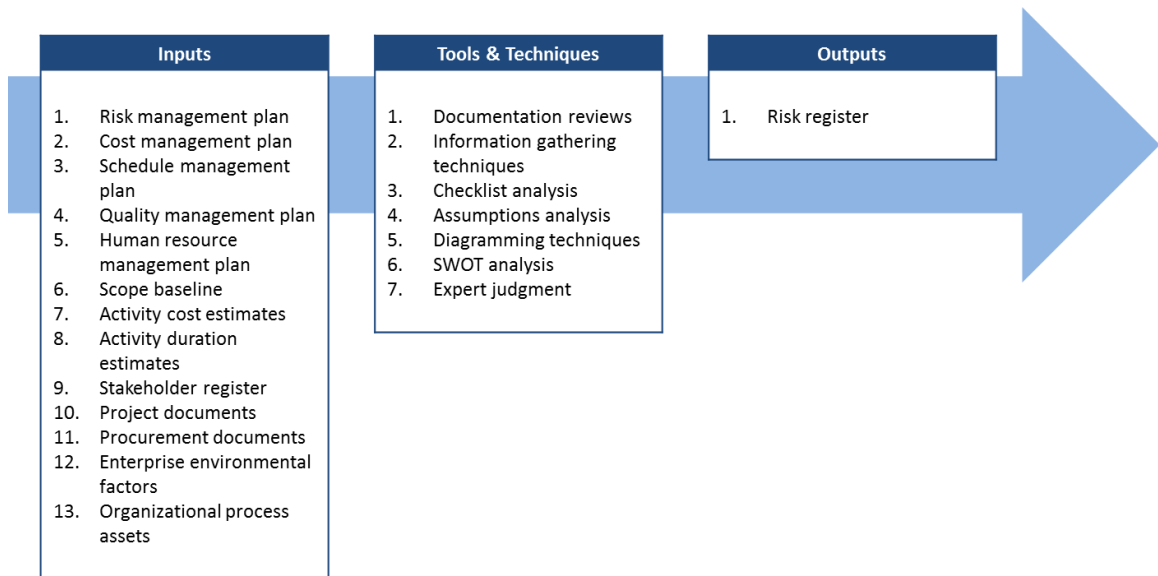 Inputs
1. Risk management plan
2. Cost management plan
3. Schedule management
plan
4. Quality management plan
5. Human resource
management plan
6. Scope baseline
7. Activity cost estimates
8. Activity duration
estimates
9. Stakeholder register
10. Project documents
11. Procurement documents
12. Enterprise environmental
factors
13. Organizational process
assets
Tools & Techniques
1. Documentation reviews
2. Information gathering
techniques
3. Checklist analysis
4. Assumptions analysis
5. Diagramming techniques
6. SWOT analysis
7. Expert judgment
Outputs
1. Risk register